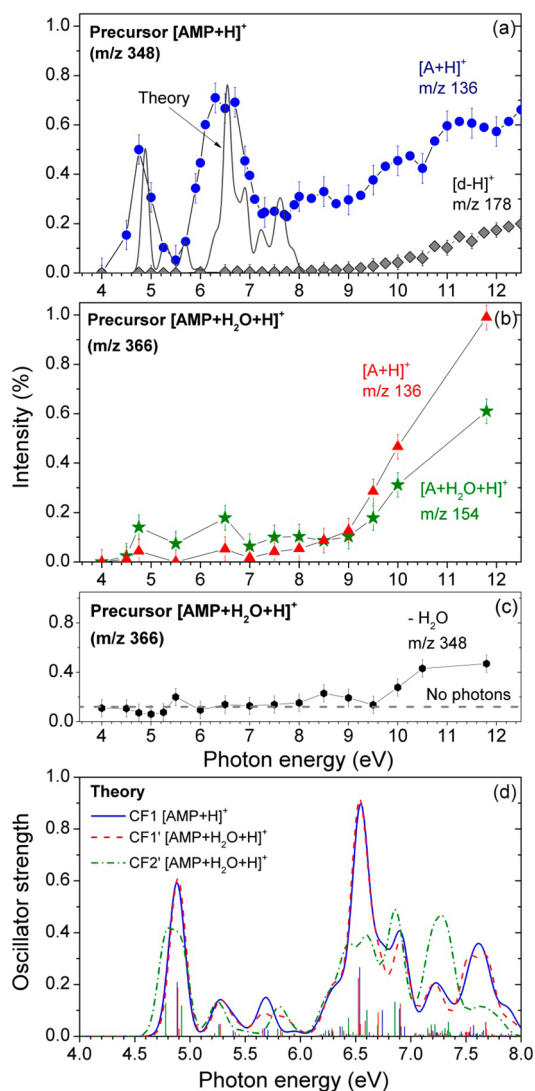 Precursor [AMP+H]⁺
(m/z 348)
(a)
[A+H]⁺
m/z 136
Theory
[d-H]⁺
m/z 178
1.0
0.8
0.6
0.4
0.2
0.0
4 5 6 7 8 9 10 11 12
Precursor [AMP+H₂O+H]⁺
(m/z 366)
(b)
[A+H]⁺
m/z 136
[A+H₂O+H]⁺
m/z 154
1.0
0.8
0.6
0.4
0.2
0.0
Intensity (%)
4 5 6 7 8 9 10 11 12
Precursor [AMP+H₂O+H]⁺
(m/z 366)
(c)
- H₂O
m/z 348
No photons
0.8
0.4
0.0
4 5 6 7 8 9 10 11 12
Photon energy (eV)
Theory
(d)
CF1 [AMP+H]⁺
CF1' [AMP+H₂O+H]⁺
CF2' [AMP+H₂O+H]⁺
1.0
0.8
0.6
0.4
0.2
0.0
Oscillator strength
4.0 4.5 5.0 5.5 6.0 6.5 7.0 7.5 8.0
Photon energy (eV)